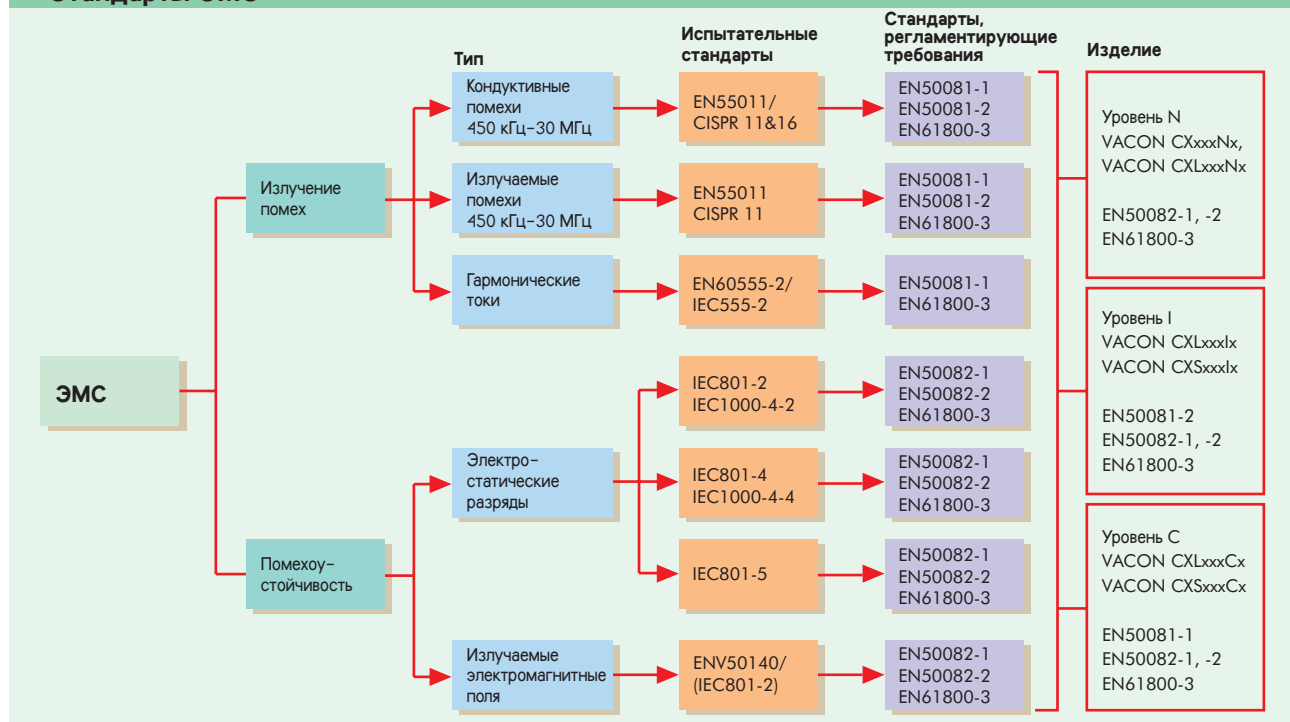 Стандарты ЭМС
Тип
Испытательные
стандарты
Стандарты,
регламентирующие
требования
Изделие
Кондуктивные
помехи
450 кГц–30 МГц
EN55011/
CISPR 11&16
EN50081-1
EN50081-2
EN61800-3
Излучение
помех
Излучаемые
помехи
450 кГц–30 МГц
EN55011
CISPR 11
EN50081-1
EN50081-2
EN61800-3
Гармонические
токи
EN60555-2/
IEC555-2
EN50081-1
EN61800-3
ЭМС
IEC801-2
IEC1000-4-2
EN50082-1
EN50082-2
EN61800-3
Электро–
статические
разряды
IEC801-4
IEC1000-4-4
EN50082-1
EN50082-2
EN61800-3
Помехоу–
стойчивость
IEC801-5
EN50082-1
EN50082-2
EN61800-3
Излучаемые
электромагнитные
поля
ENV50140/
(IEC801-2)
EN50082-1
EN50082-2
EN61800-3
Уровень N
VACON CXxxxNx,
VACON CXLxxxNx
EN50082-1, -2
EN61800-3
Уровень I
VACON CXLxxxIx
VACON CXSxxxIx
EN50081-2
EN50082-1, -2
EN61800-3
Уровень C
VACON CXLxxxCx
VACON CXSxxxCx
EN50081-1
EN50082-1, -2
EN61800-3